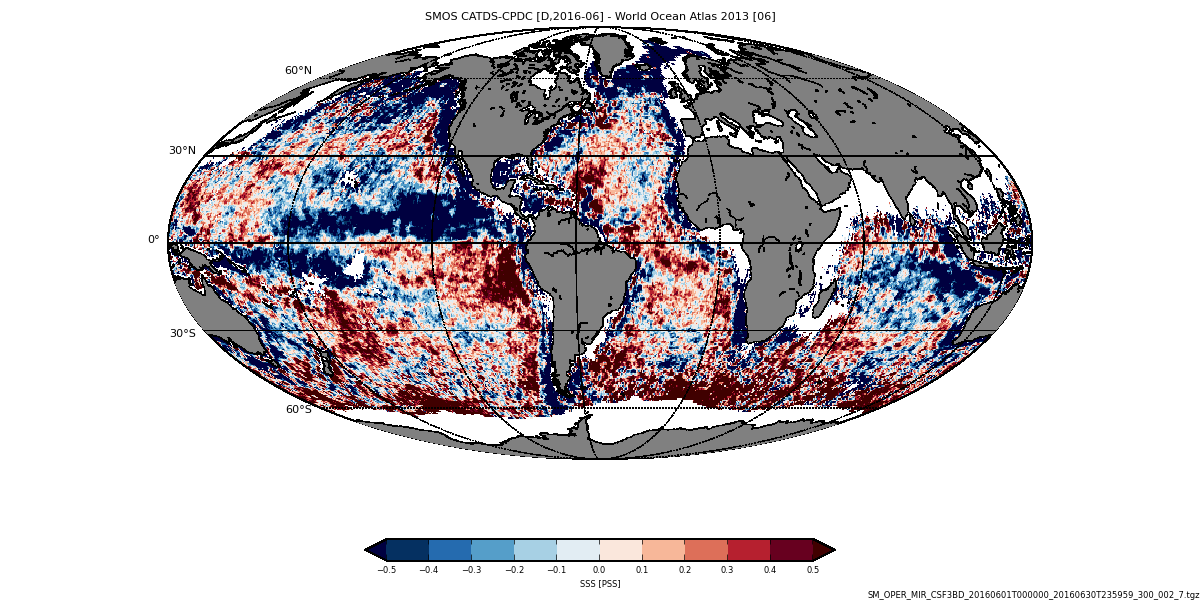 SMOS CATDS-CPDC [D,2016-06] - World Ocean Atlas 2013 [06]
60°N
30°N
0°
30°S
60°S
−0.5 −0.4 −0.3 −0.2 −0.1 0.0 0.1 0.2 0.3 0.4 0.5
SSS [PSS]
SM_OPER_MIR_CSF3BD_20160601T000000_20160630T235959_300_002_7.tgz